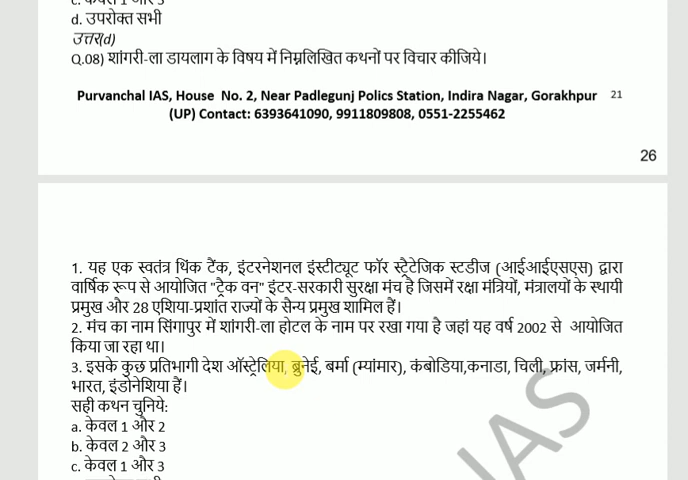 d. उपरोक्त सभी
उत्तर(d)
Q.08) शांगरी-ला डायलाग के विषय में निम्नलिखित कथनों पर विचार कीजिये।
Purvanchal IAS, House No. 2, Near Padlegunj Polics Station, Indira Nagar, Gorakhpur 21
(UP) Contact: 6393641090, 9911809808, 0551-2255462
26
1. यह एक स्वतंत्र थिंक टैंक, इंटरनेशनल इंस्टीट्यूट फॉर स्ट्रैटेजिक स्टडीज (आईआईएसएस) द्वारा
वार्षिक रूप से आयोजित "ट्रैक वन" इंटर-सरकारी सुरक्षा मंच है जिसमें रक्षा मंत्रियों, मंत्रालयों के स्थायी
प्रमुख और 28 एशिया-प्रशांत राज्यों के सैन्य प्रमुख शामिल हैं।
2. मंच का नाम सिंगापुर में शांगरी-ला होटल के नाम पर रखा गया है जहां यह वर्ष 2002 से आयोजित
किया जा रहा था।
3. इसके कुछ प्रतिभागी देश ऑस्ट्रेलिया, ब्रुनेई, बर्मा (म्यांमार), कंबोडिया,कनाडा, चिली, फ्रांस, जर्मनी,
भारत, इंडोनेशिया हैं।
सही कथन चुनिये:
a. केवल 1 और 2
b. केवल 2 और 3
c. केवल 1 और 3
IAS